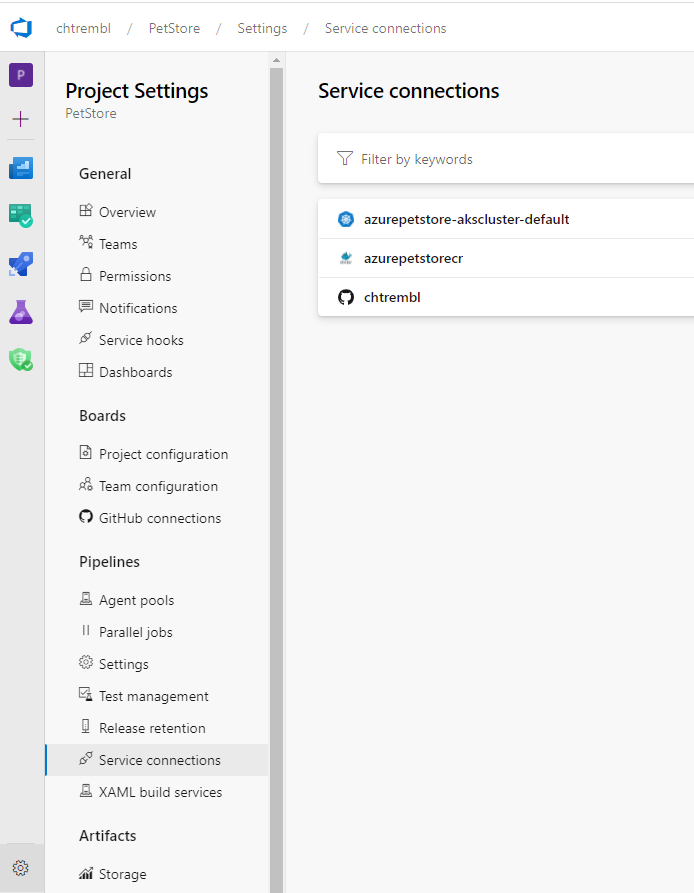 chtrembl / PetStore / Settings / Service connections
P
Project Settings
PetStore
General
Overview
Teams
Permissions
Notifications
Service hooks
Dashboards
Boards
Project configuration
Team configuration
GitHub connections
Pipelines
Agent pools
Parallel jobs
Settings
Test management
Release retention
Service connections
XAML build services
Artifacts
Storage
Service connections
Filter by keywords
azurepetstore-akscluster-default
azurepetstorecr
chtrembl